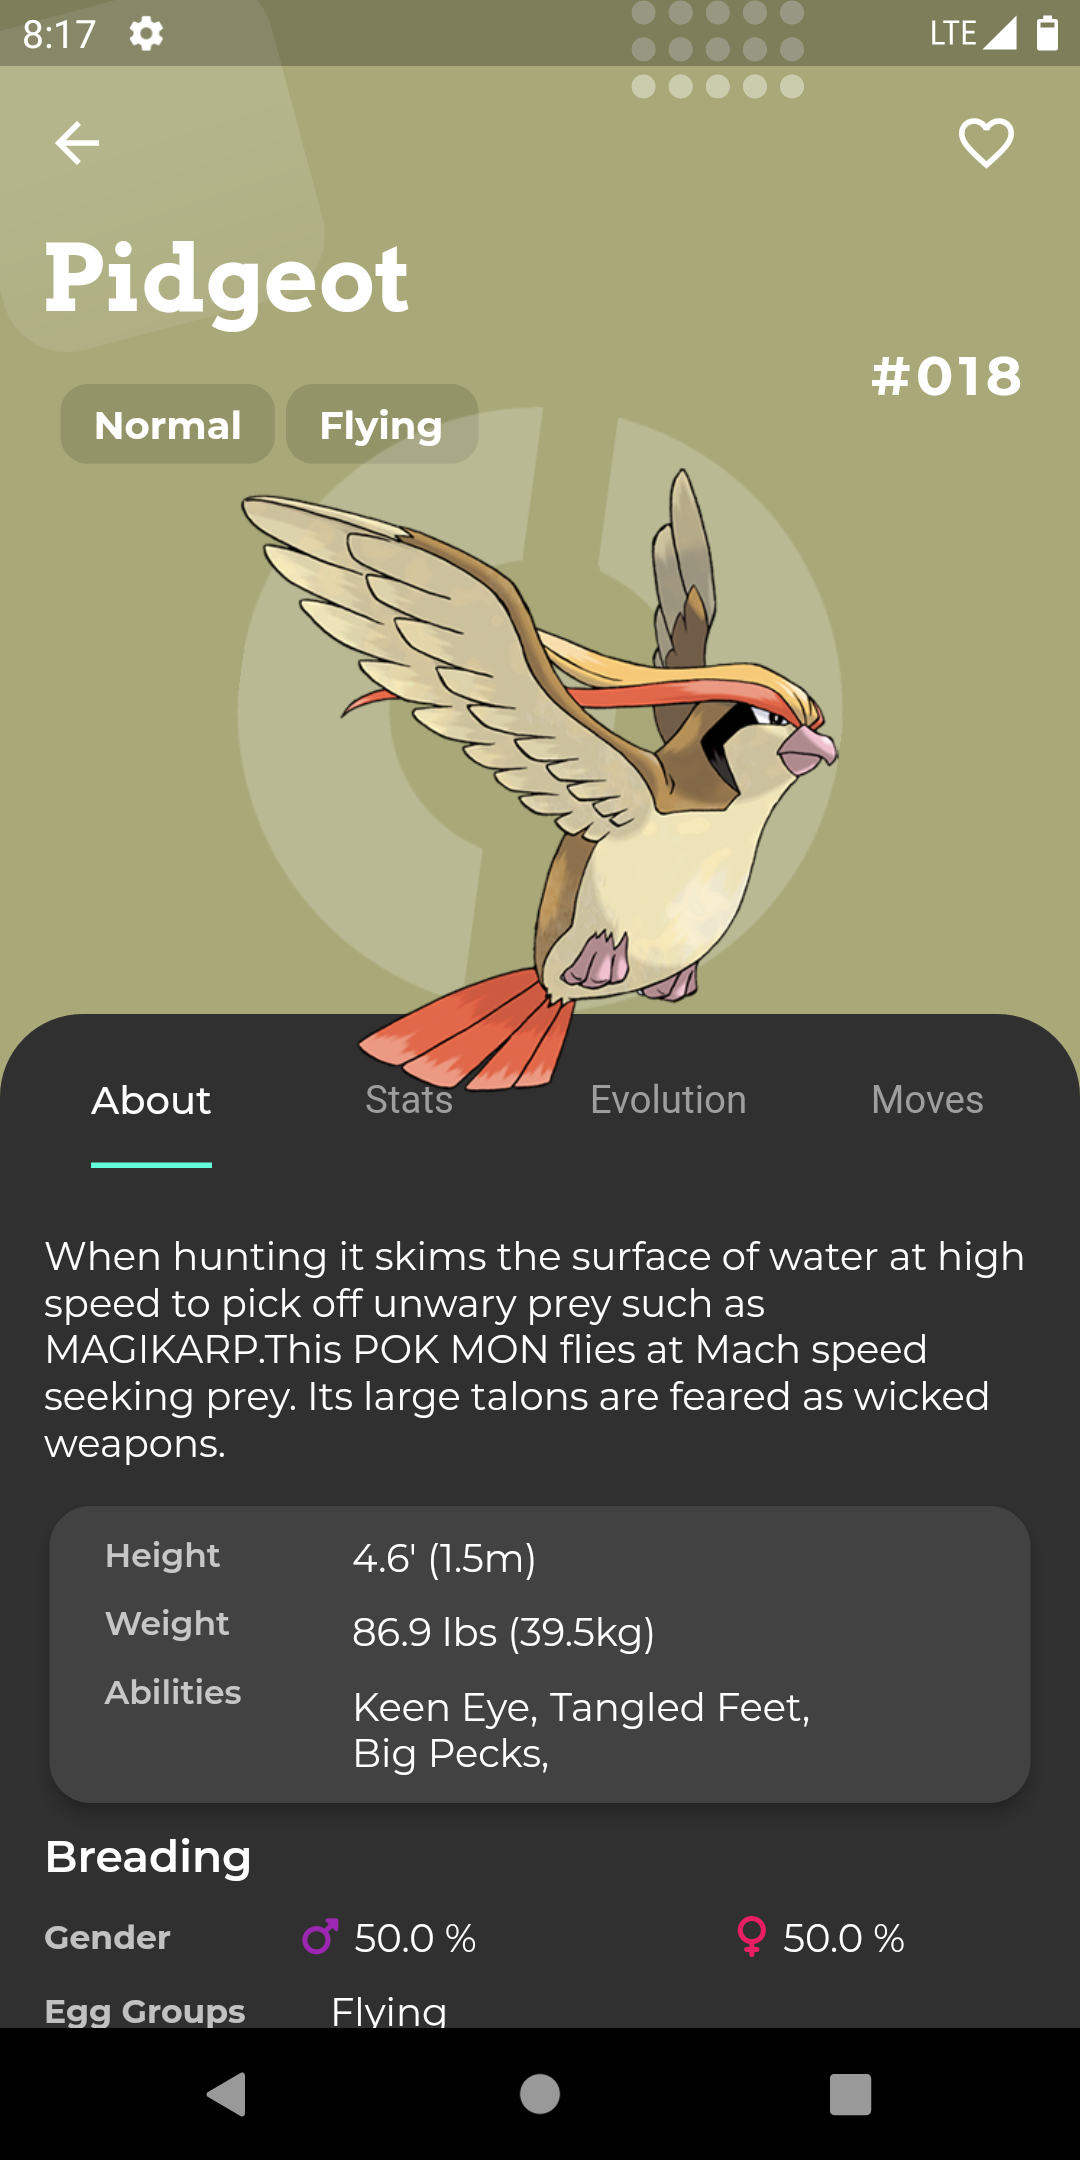 8:17
LTE
Pidgeot
#018
Normal
Flying
About
Stats
Evolution
Moves
When hunting it skims the surface of water at high
speed to pick off unwary prey such as
MAGIKARP.This POK MON flies at Mach speed
seeking prey. Its large talons are feared as wicked
weapons.
Height
4.6' (1.5m)
Weight
86.9 lbs (39.5kg)
Abilities
Keen Eye, Tangled Feet,
Big Pecks,
Breading
Gender
50.0 %
50.0 %
Egg Groups
Flying